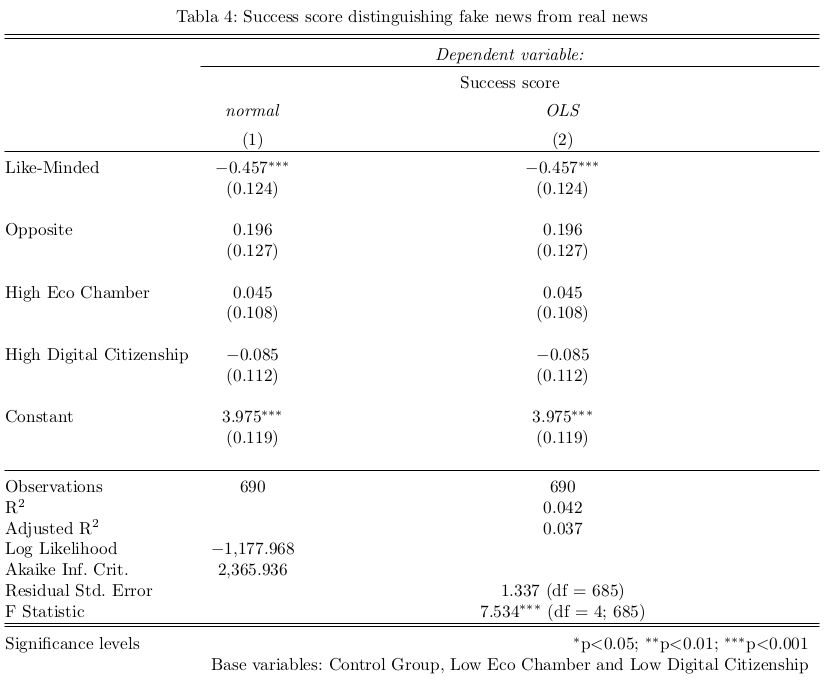 Tabla 4: Success score distinguishing fake news from real news
Dependent variable:
Success score
normal OLS
(1) (2)
Like-Minded −0.457*** −0.457***
(0.124) (0.124)
Opposite 0.196 0.196
(0.127) (0.127)
High Eco Chamber 0.045 0.045
(0.108) (0.108)
High Digital Citizenship −0.085 −0.085
(0.112) (0.112)
Constant 3.975*** 3.975***
(0.119) (0.119)
Observations 690 690
R² 0.042
Adjusted R² 0.037
Log Likelihood −1,177.968
Akaike Inf. Crit. 2,365.936
Residual Std. Error 1.337 (df = 685)
F Statistic 7.534*** (df = 4; 685)
Significance levels *p<0.05; **p<0.01; ***p<0.001
Base variables: Control Group, Low Eco Chamber and Low Digital Citizenship